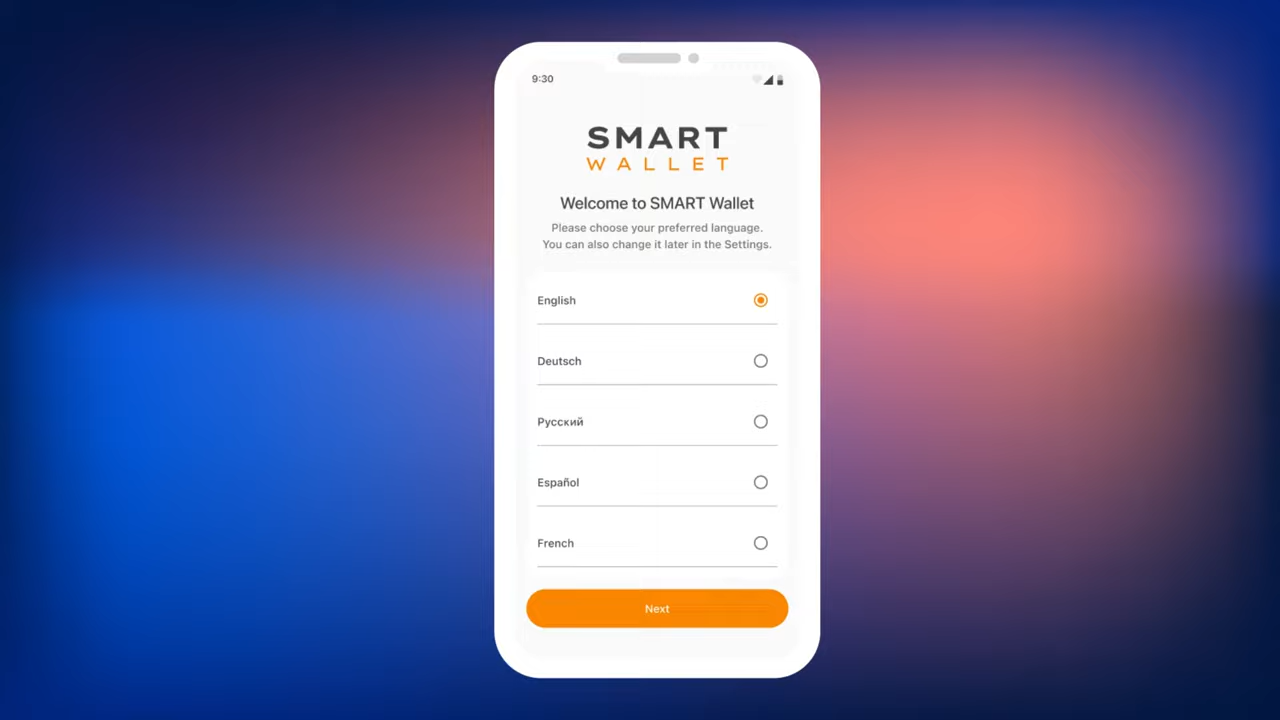 9:30
SMART
WALLET
Welcome to SMART Wallet
Please choose your preferred language.
You can also change it later in the Settings.
English
Deutsch
Русский
Español
French
Next